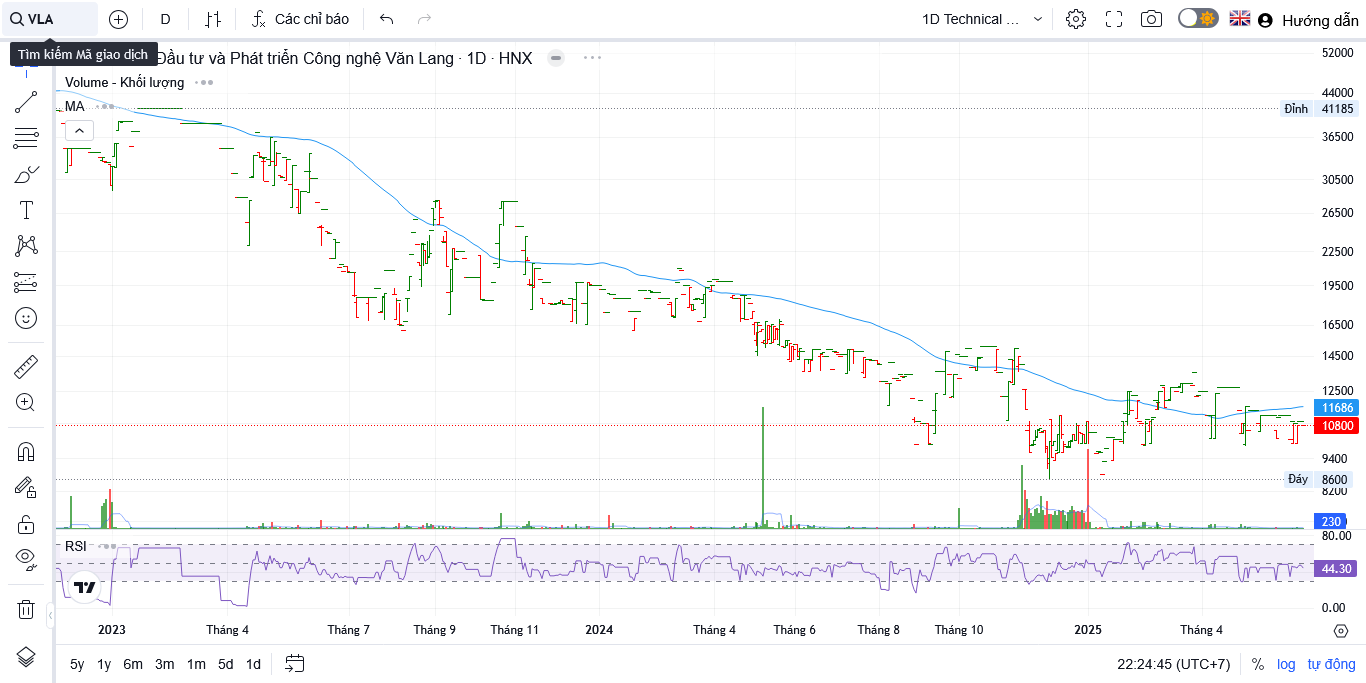 VLA
D
Các chỉ báo
1D Technical ...
Hướng dẫn
Tìm kiếm Mã giao dịch
Đầu tư và Phát triển Công nghệ Văn Lang · 1D · HNX
Volume - Khối lượng
MA
52000
44000
Đỉnh 41185
36500
30500
26500
22500
19500
16500
14500
12500
11686
10800
9400
Đáy 8600
8200
230
RSI
80.00
44.30
0.00
2023 Tháng 4 Tháng 7 Tháng 9 Tháng 11 2024 Tháng 4 Tháng 6 Tháng 8 Tháng 10 2025 Tháng 4
5y 1y 6m 3m 1m 5d 1d
22:24:45 (UTC+7) % log tự động